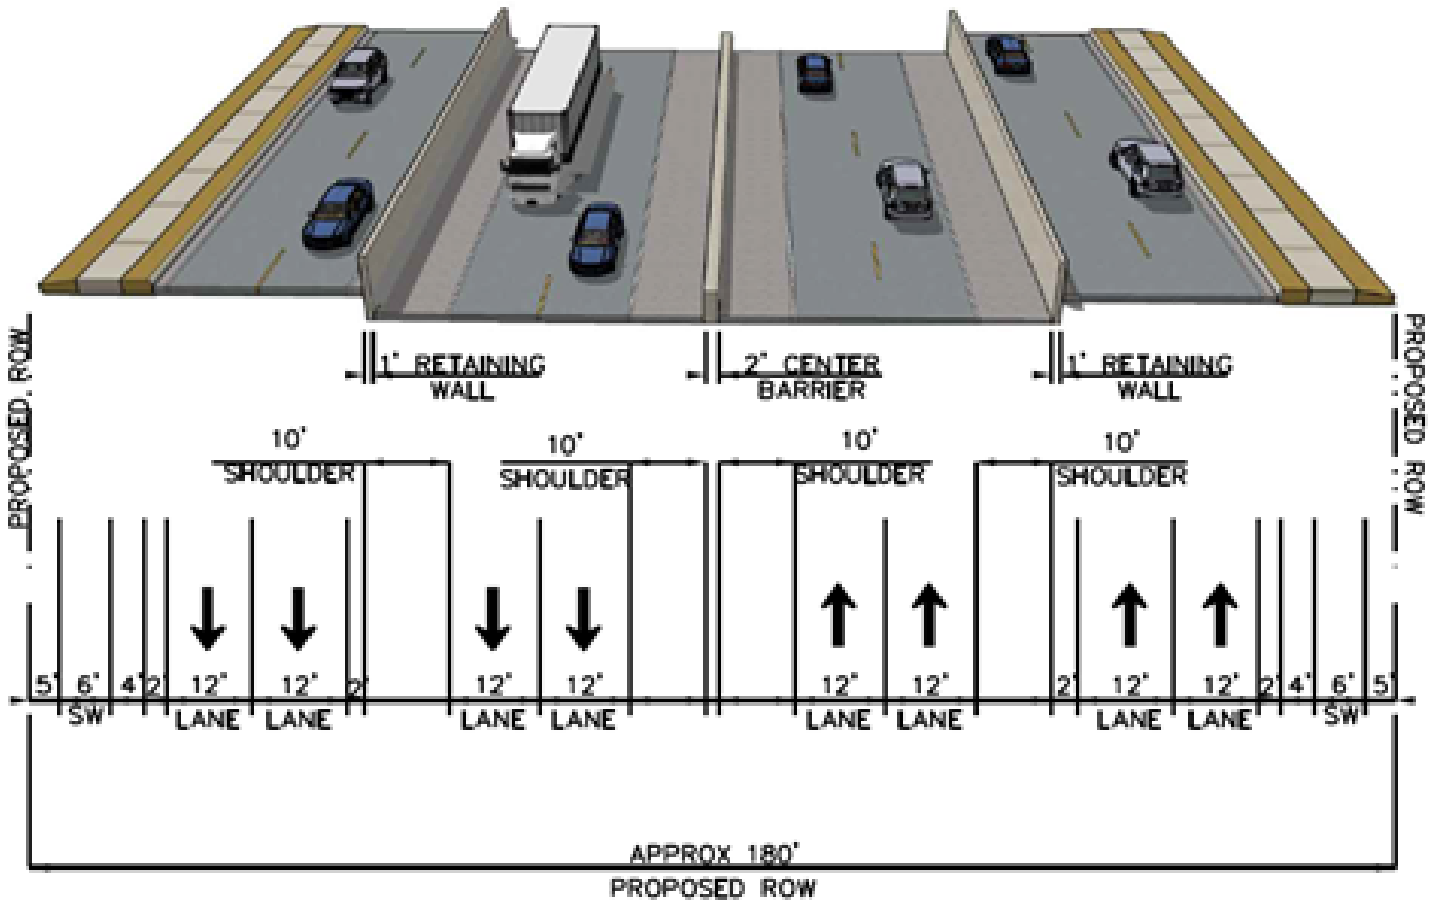 PROPOSED ROW
1' RETAINING
WALL
2' CENTER
BARRIER
1' RETAINING
WALL
PROPOSED ROW
10'
SHOULDER
10'
SHOULDER
10'
SHOULDER
10'
SHOULDER
5' 6' 4' 2' 12' 12' 2' 12' 12' 12' 12' 2' 12' 12' 2' 4' 6' 5'
SW LANE LANE LANE LANE LANE LANE LANE LANE SW
APPROX 180'
PROPOSED ROW